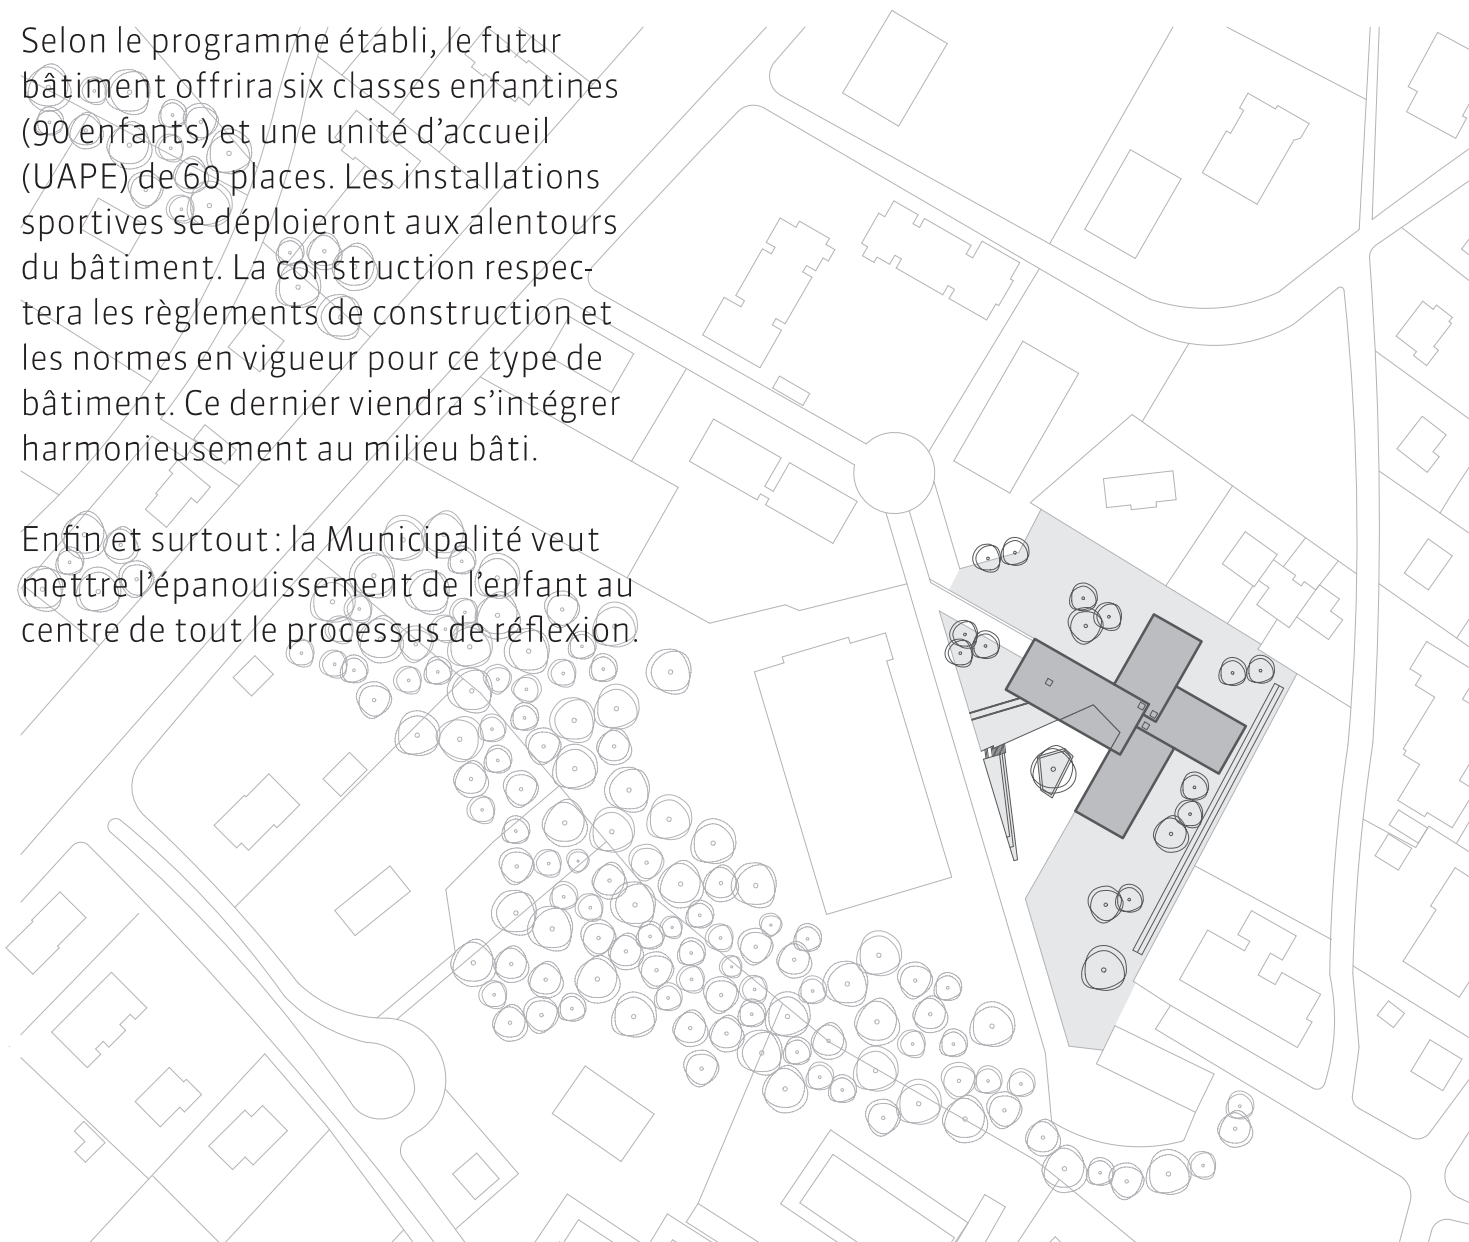 Selon le programme établi, le futur
bâtiment offrira six classes enfantines
(90 enfants) et une unité d’accueil
(UAPE) de 60 places. Les installations
sportives se déploieront aux alentours
du bâtiment. La construction respec-
tera les règlements de construction et
les normes en vigueur pour ce type de
bâtiment. Ce dernier viendra s’intégrer
harmonieusement au milieu bâti.
Enfin et surtout : la Municipalité veut
mettre l’épanouissement de l’enfant au
centre de tout le processus de réflexion.